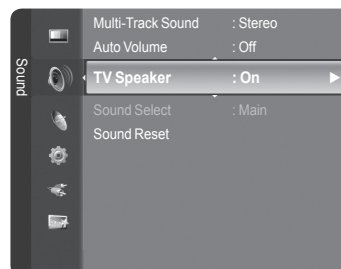 Sound
Multi-Track Sound : Stereo
Auto Volume : Off
TV Speaker : On
Sound Select : Main
Sound Reset